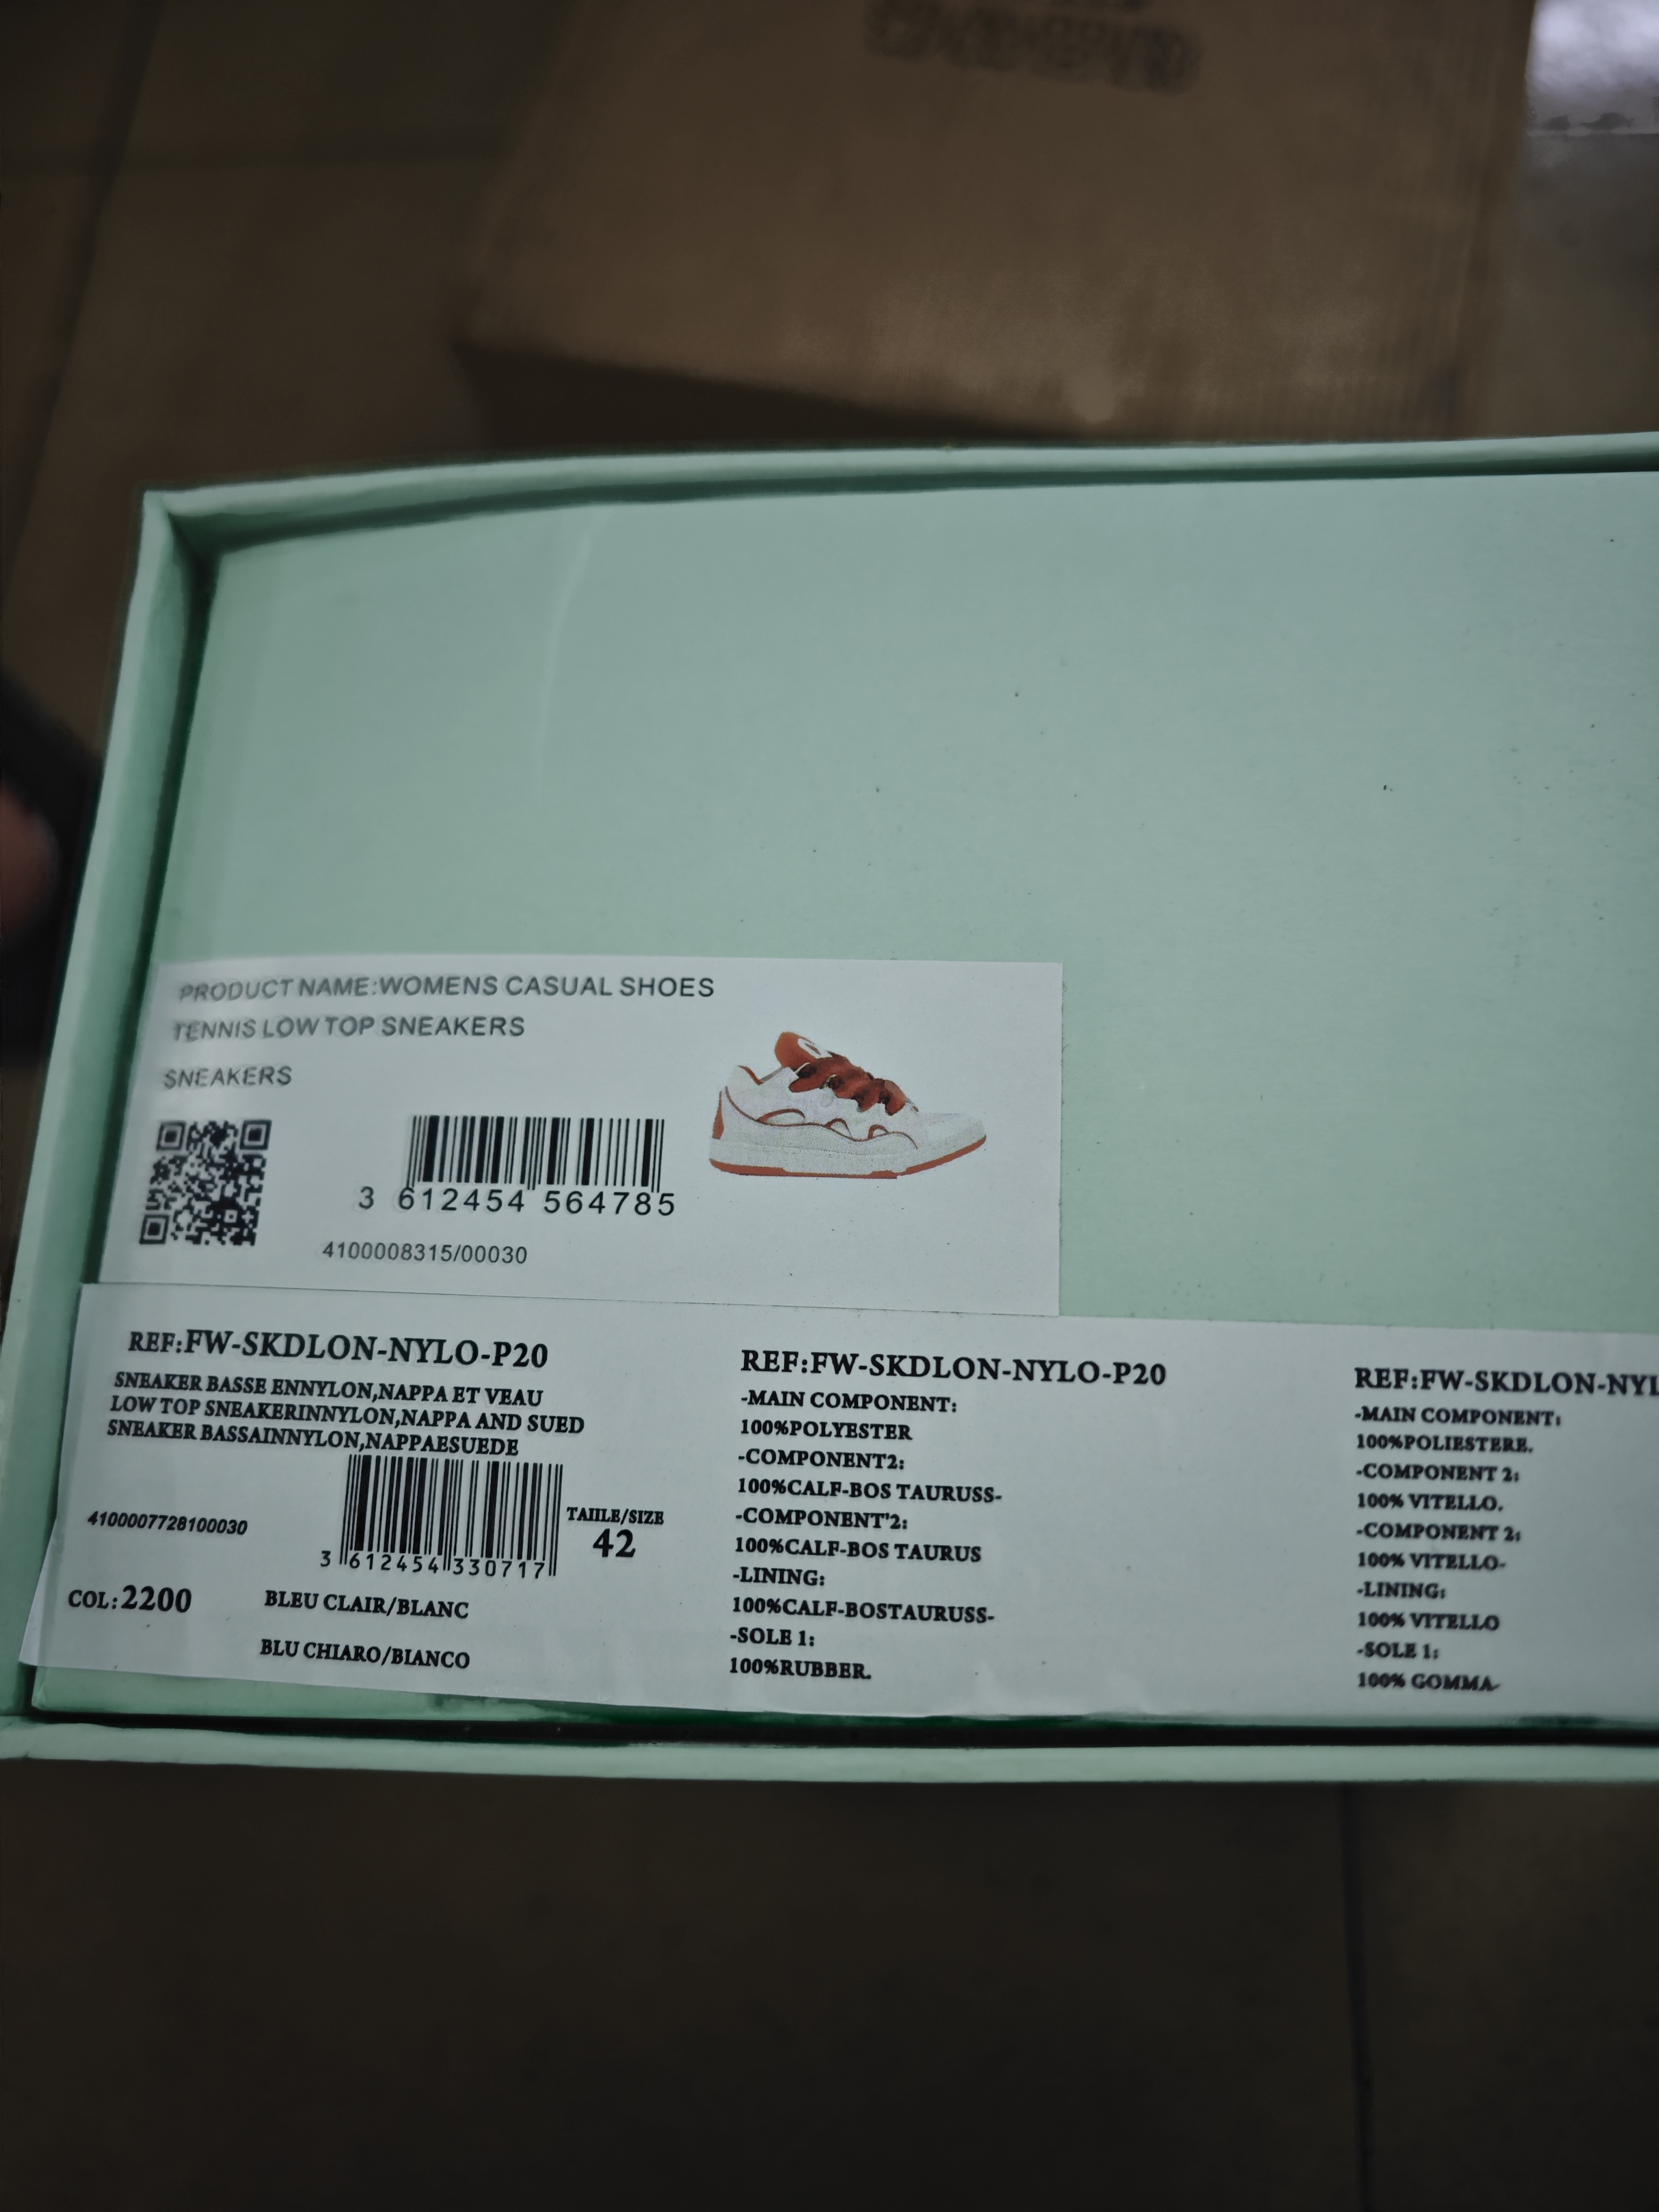 PRODUCT NAME:WOMENS CASUAL SHOES
TENNIS LOW TOP SNEAKERS
SNEAKERS
3 612454 564785
4100008315/00030
REF:FW-SKDLON-NYLO-P20
SNEAKER BASSE ENNYLON,NAPPA ET VEAU
LOW TOP SNEAKERINNYLON,NAPPA AND SUED
SNEAKER BASSAINNYLON,NAPPAESUEDE
4100007728100030
3 612454 330717
TAIILE/SIZE
42
COL:2200
BLEU CLAIR/BLANC
BLU CHIARO/BIANCO
REF:FW-SKDLON-NYLO-P20
-MAIN COMPONENT:
100%POLYESTER
-COMPONENT2:
100%CALF-BOS TAURUSS-
-COMPONENT'2:
100%CALF-BOS TAURUS
-LINING:
100%CALF-BOSTAURUSS-
-SOLE 1:
100%RUBBER.
REF:FW-SKDLON-NYL
-MAIN COMPONENT:
100%POLIESTERE.
-COMPONENT 2:
100% VITELLO.
-COMPONENT 2:
100% VITELLO-
-LINING:
100% VITELLO
-SOLE 1:
100% GOMMA-